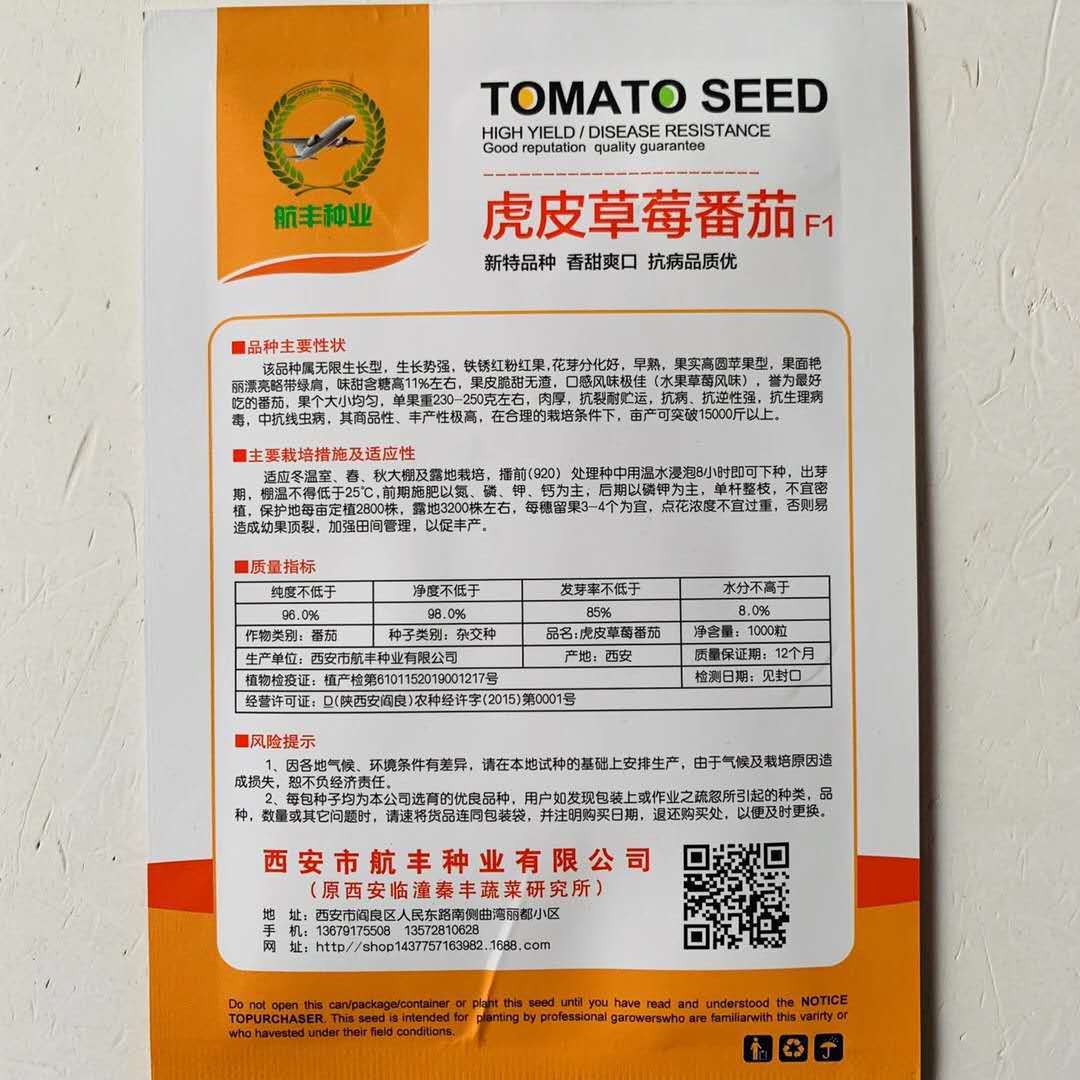 航丰种业
TOMATO SEED
HIGH YIELD / DISEASE RESISTANCE
Good reputation quality guarantee
虎皮草莓番茄 F1
新特品种 香甜爽口 抗病品质优
■品种主要性状
该品种属无限生长型，生长势强，铁锈红粉红果，花芽分化好，早熟，果实高圆苹果型，果面艳
丽漂亮略带绿肩，味甜含糖高11%左右，果皮脆甜无渣，口感风味极佳（水果草莓风味），誉为最好
吃的番茄，果个大小均匀，单果重230-250克左右，肉厚，抗裂耐贮运，抗病、抗逆性强，抗生理病
毒，中抗线虫病，其商品性、丰产性极高，在合理的栽培条件下，亩产可突破15000斤以上。
■主要栽培措施及适应性
适应冬温室、春、秋大棚及露地栽培，播前(920) 处理种中用温水浸泡8小时即可下种，出芽
期，棚温不得低于25℃,前期施肥以氮、磷、钾、钙为主，后期以磷钾为主，单杆整枝，不宜密
植，保护地每亩定植2800株，露地3200株左右，每穗留果3-4个为宜，点花浓度不宜过重，否则易
造成幼果顶裂，加强田间管理，以促丰产。
■质量指标
纯度不低于 净度不低于 发芽率不低于 水分不高于
96.0% 98.0% 85% 8.0%
作物类别：番茄 种子类别：杂交种 品名:虎皮草莓番茄 净含量：1000粒
生产单位：西安市航丰种业有限公司 产地：西安 质量保证期：12个月
植物检疫证：植产检第6101152019001217号 检测日期：见封口
经营许可证：D(陕西安阎良)农种经许字(2015)第0001号
■风险提示
1、因各地气候、环境条件有差异，请在本地试种的基础上安排生产，由于气候及栽培原因造
成损失，恕不负经济责任。
2、每包种子均为本公司选育的优良品种，用户如发现包装上或作业之疏忽所引起的种类，品
种，数量或其它问题时，请速将货品连同包装袋，并注明购买日期，退还购买处，以便及时更换。
西安市航丰种业有限公司
（原西安临潼秦丰蔬菜研究所）
地 址：西安市阎良区人民东路南侧曲湾丽都小区
手 机：13679175508 13572810628
网 址：http//shop1437757163982.1688.com
Do not open this can/package/container or plant this seed until you have read and understood the NOTICE
TOPURCHASER. This seed is intended for planting by professional garowerswho are familiarwith this varirty or
who havested under their field conditions.